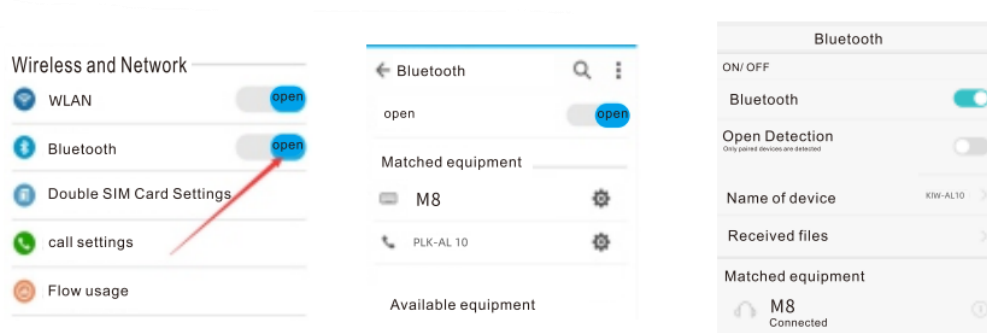 Wireless and Network
WLAN open
Bluetooth open
Double SIM Card Settings
call settings
Flow usage
Bluetooth
open open
Matched equipment
M8
PLK-AL 10
Available equipment
Bluetooth
ON/ OFF
Bluetooth
Open Detection
Only paired devices are detected
Name of device KIW-AL10
Received files
Matched equipment
M8
Connected